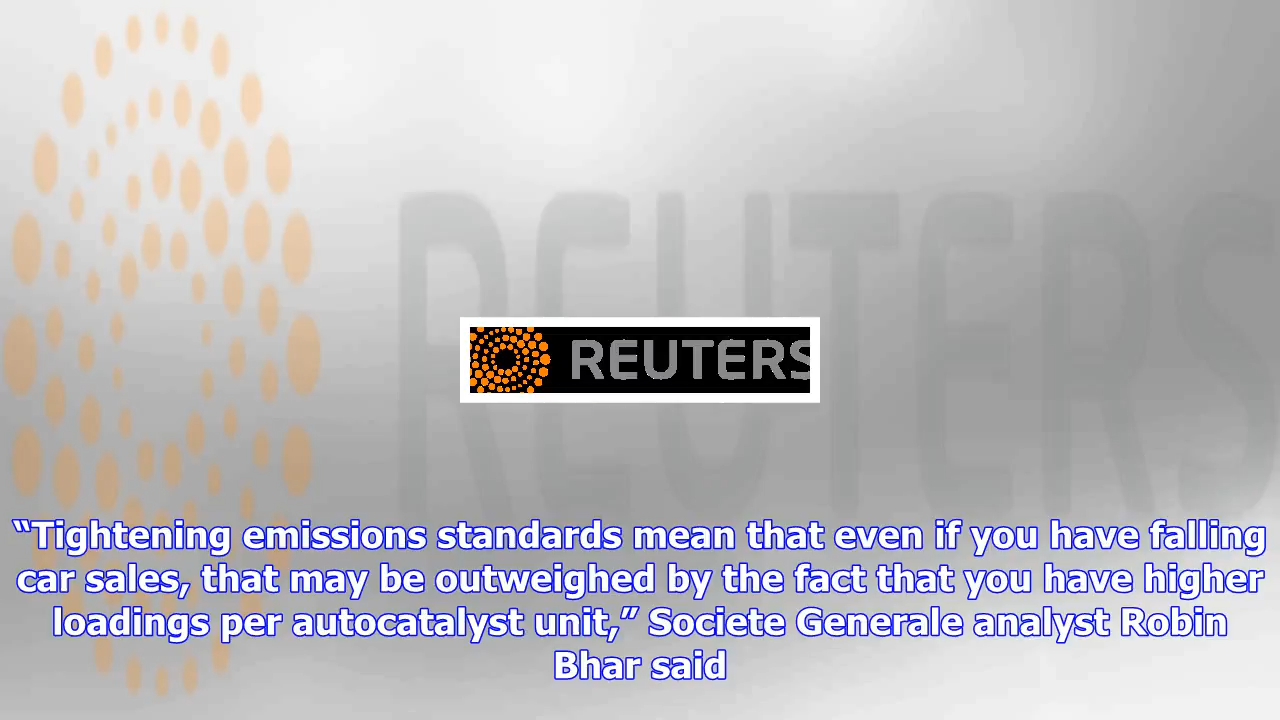 REUTERS
REUTERS
“Tightening emissions standards mean that even if you have falling
car sales, that may be outweighed by the fact that you have higher
loadings per autocatalyst unit,” Societe Generale analyst Robin
Bhar said